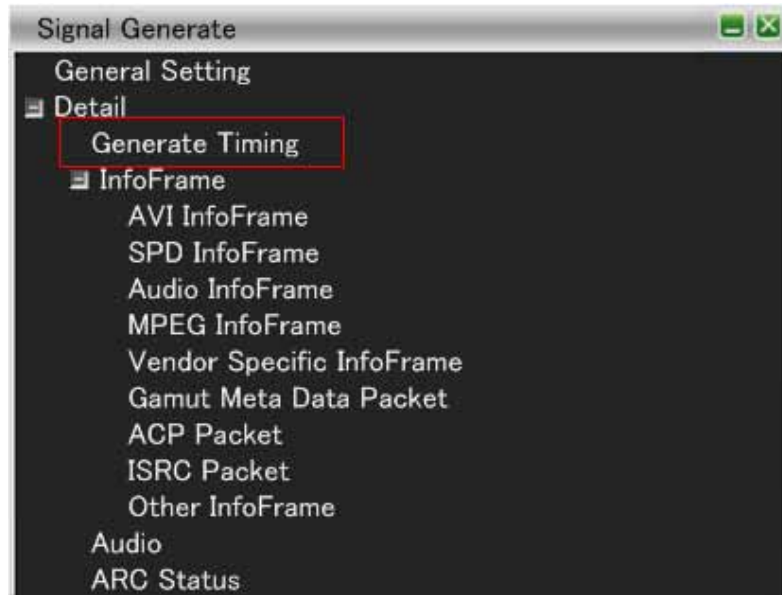 Signal Generate
General Setting
Detail
Generate Timing
InfoFrame
AVI InfoFrame
SPD InfoFrame
Audio InfoFrame
MPEG InfoFrame
Vendor Specific InfoFrame
Gamut Meta Data Packet
ACP Packet
ISRC Packet
Other InfoFrame
Audio
ARC Status